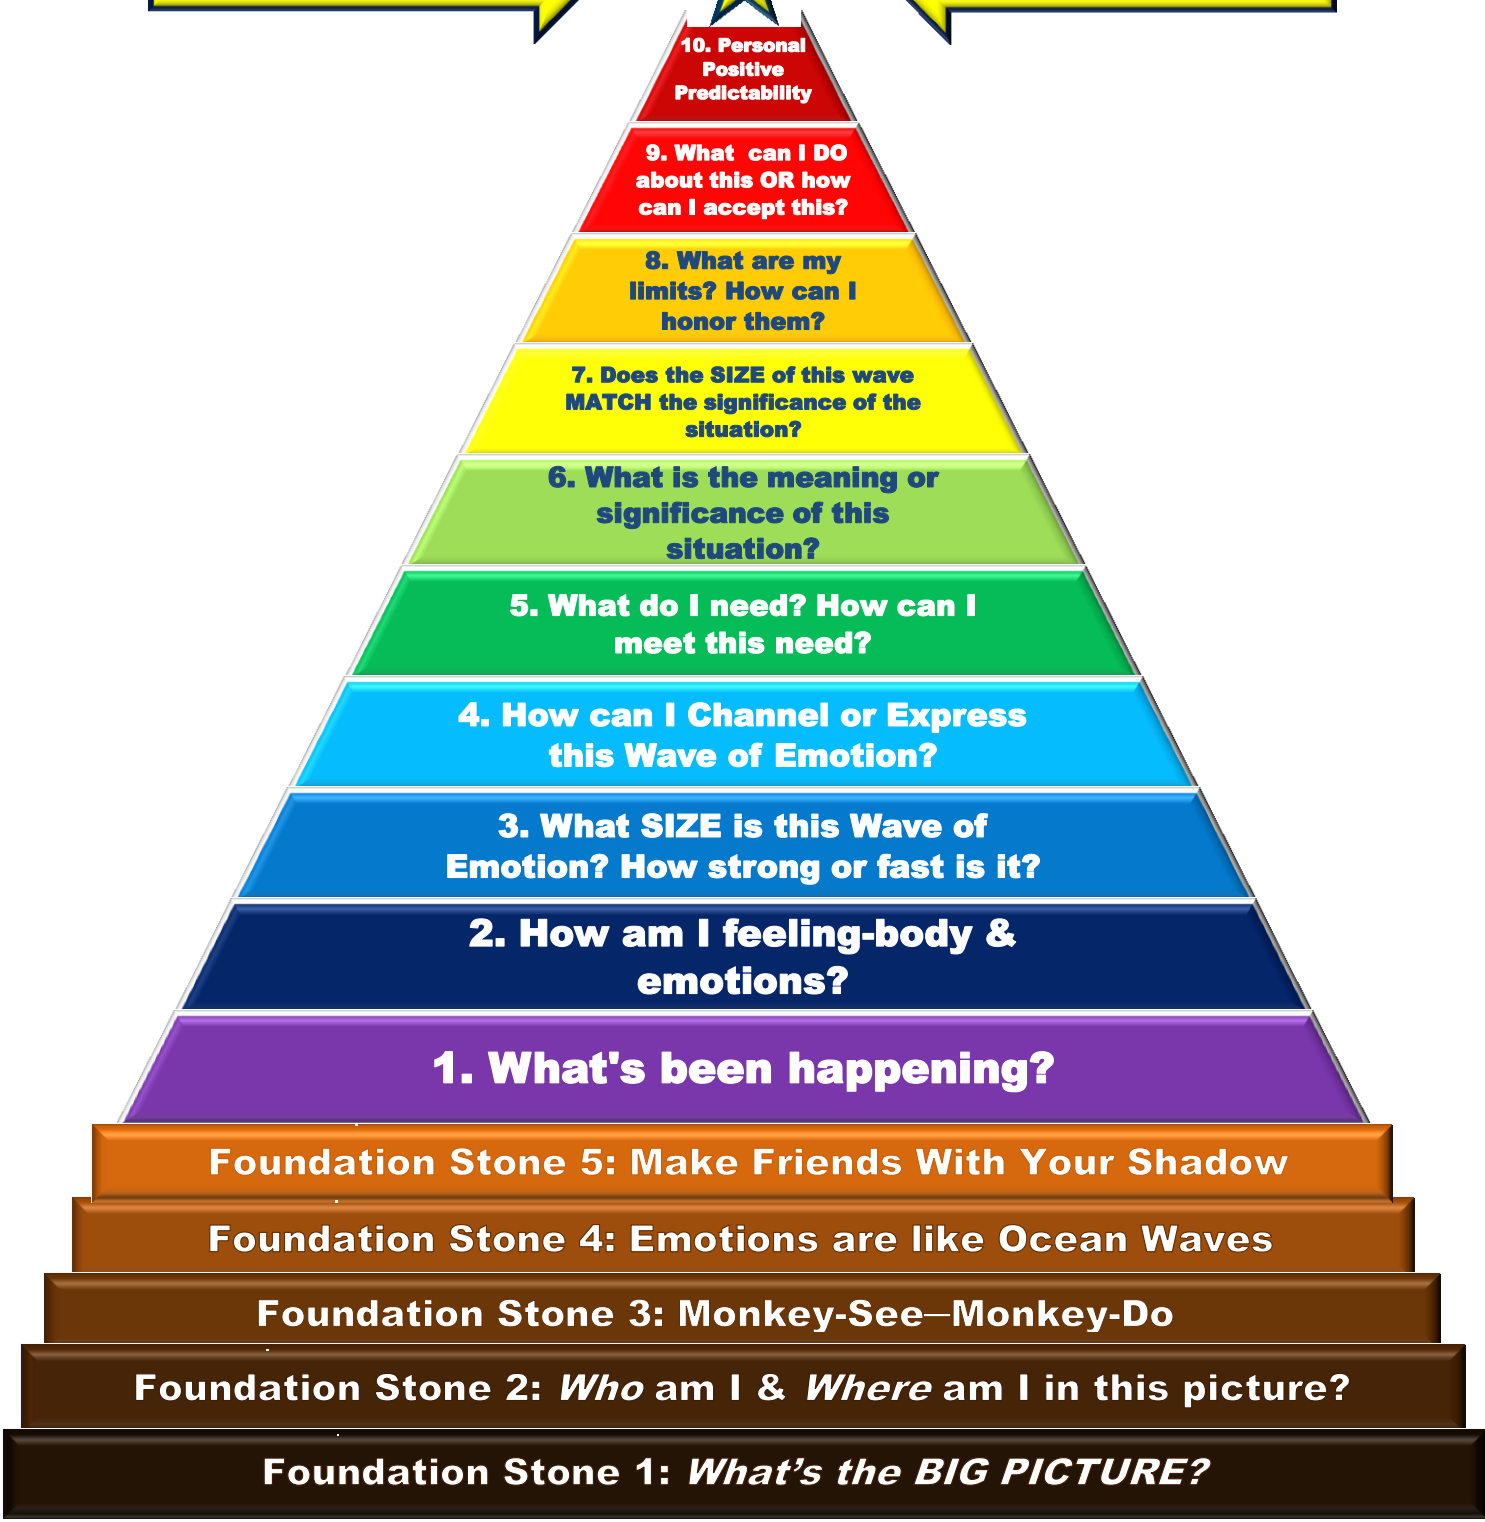 10. Personal
Positive
Predictability
9. What  can I DO
about this OR how
can I accept this?
8. What are my
limits? How can I
honor them?
7. Does the SIZE of this wave
MATCH the significance of the
situation?
6. What is the meaning or
significance of this
situation?
5. What do I need? How can I
meet this need?
4. How can I Channel or Express
this Wave of Emotion?
3. What SIZE is this Wave of
Emotion? How strong or fast is it?
2. How am I feeling-body &
emotions?
1. What's been happening?
Foundation Stone 5: Make Friends With Your Shadow
Foundation Stone 4: Emotions are like Ocean Waves
Foundation Stone 3: Monkey-See—Monkey-Do
Foundation Stone 2: Who am I & Where am I in this picture?
Foundation Stone 1: What’s the BIG PICTURE?